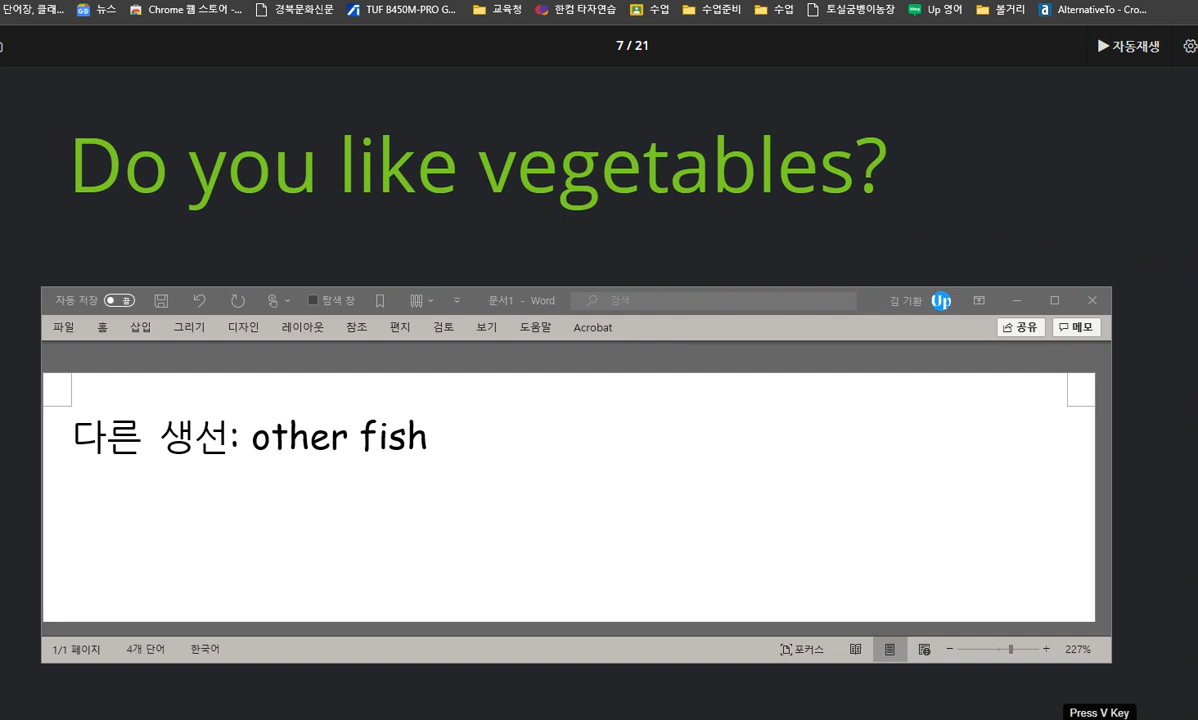 단어장, 클래... 뉴스 Chrome 웹 스토어 -... 경북문화신문 TUF B450M-PRO G... 교육청 한컴 타자연습 수업 수업준비 수업 토실굼벵이농장 Up 영어 볼거리 AlternativeTo - Cro...
7 / 21
자동재생
Do you like vegetables?
자동 저장 끔 탐색 창 문서1 - Word 검색 김 기환 Up
파일 홈 삽입 그리기 디자인 레이아웃 참조 편지 검토 보기 도움말 Acrobat 공유 메모
다른 생선: other fish
1/1 페이지 4개 단어 한국어 포커스 227%
Press V Key